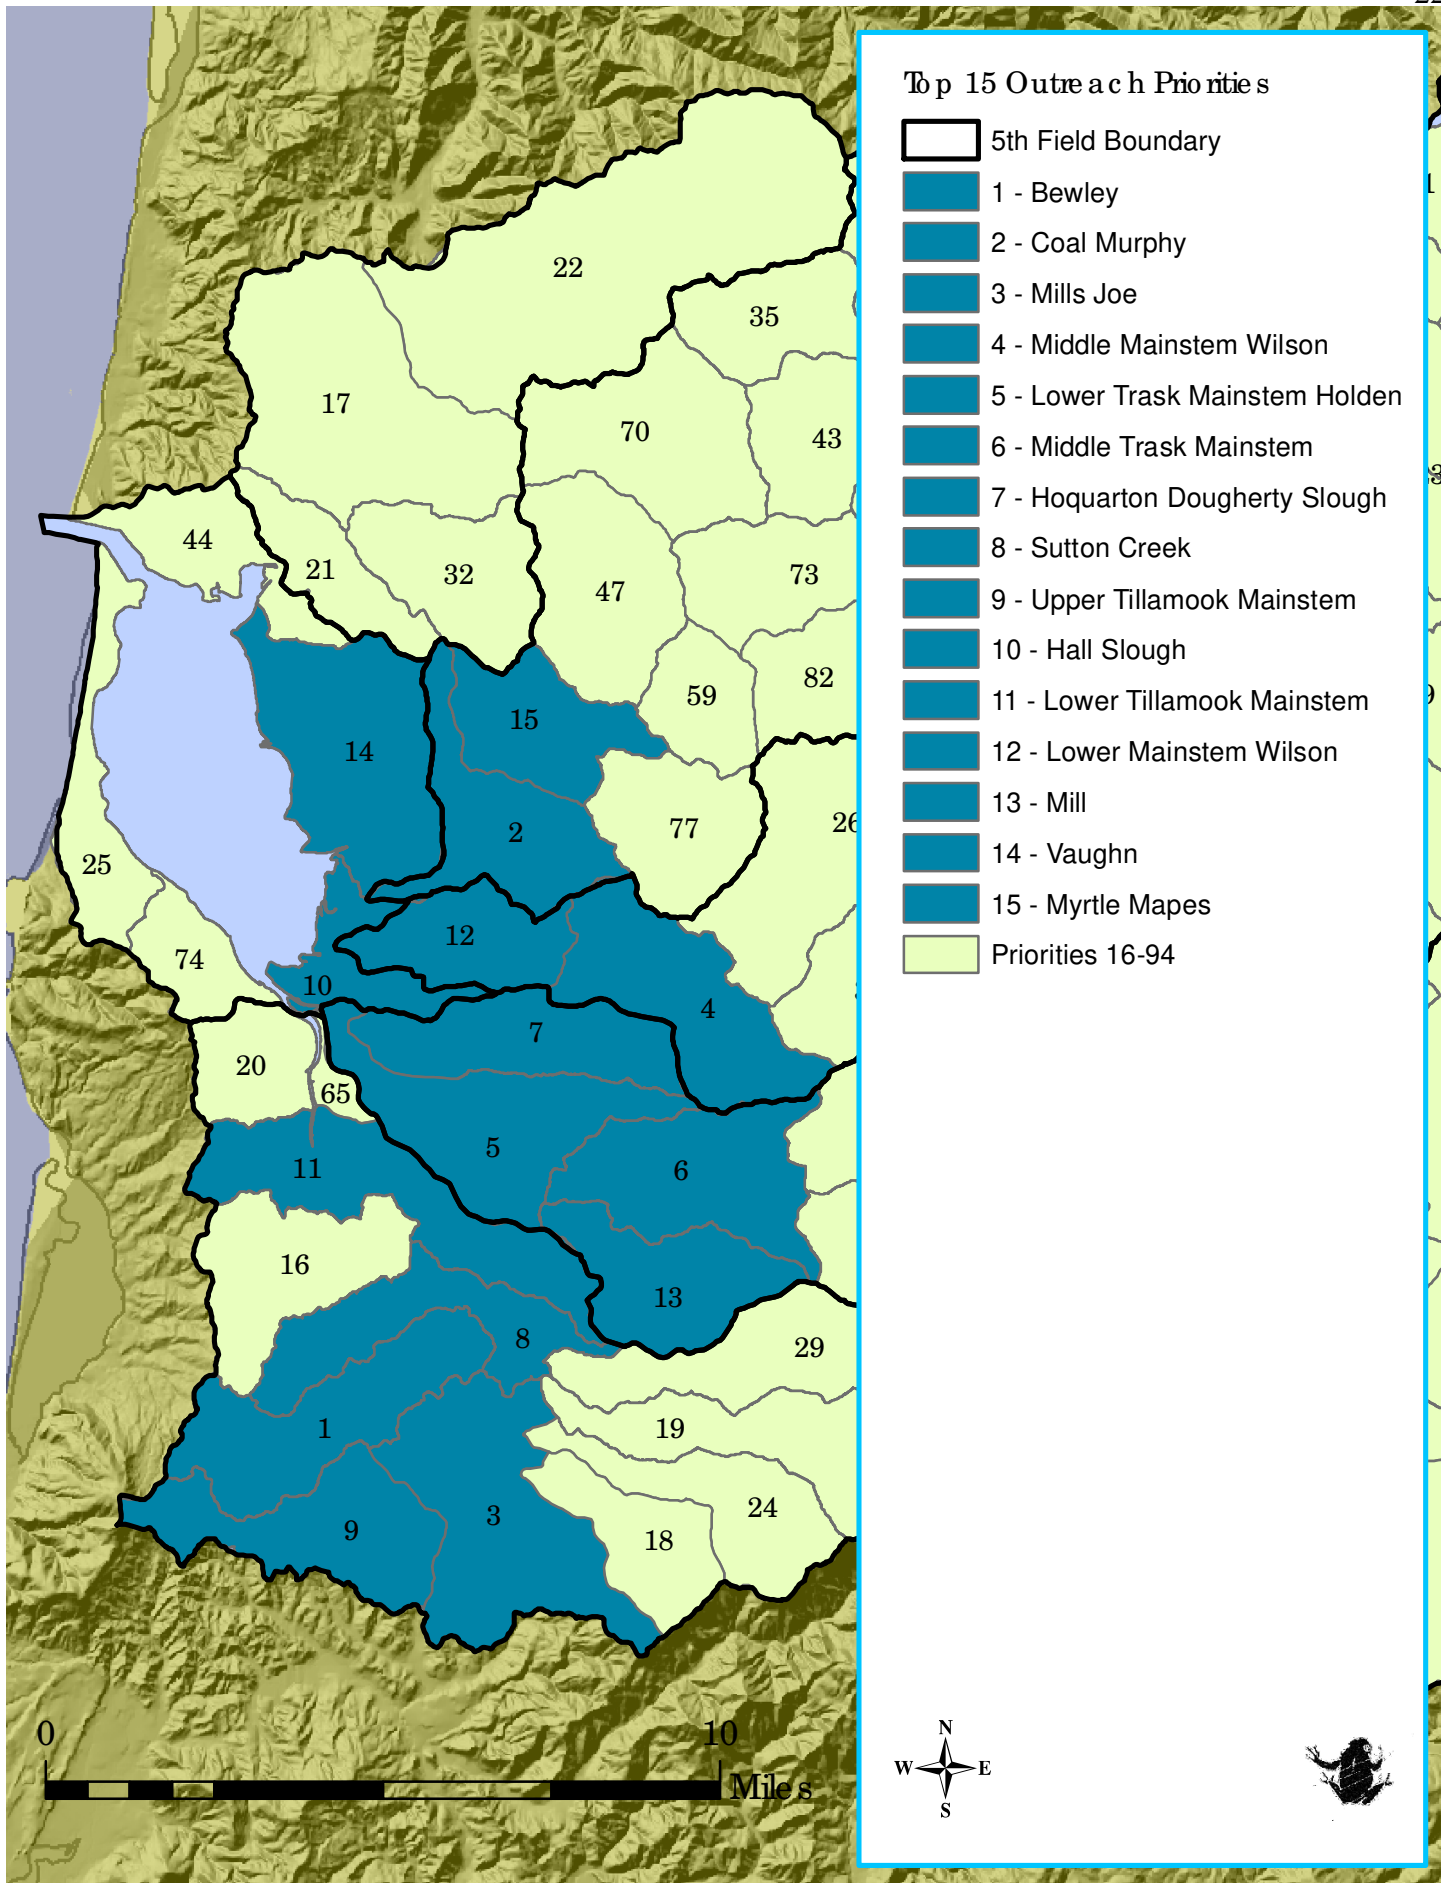 Top 15 Outreach Priorities
5th Field Boundary
1 - Bewley
2 - Coal Murphy
3 - Mills Joe
4 - Middle Mainstem Wilson
5 - Lower Trask Mainstem Holden
6 - Middle Trask Mainstem
7 - Hoquarton Dougherty Slough
8 - Sutton Creek
9 - Upper Tillamook Mainstem
10 - Hall Slough
11 - Lower Tillamook Mainstem
12 - Lower Mainstem Wilson
13 - Mill
14 - Vaughn
15 - Myrtle Mapes
Priorities 16-94
22
35
17
70
43
44
21
32
47
73
59
82
15
14
2
77
26
25
12
74
10
4
7
20
65
5
11
6
16
13
8
29
1
19
3
24
9
18
0
10
Miles
N
W
E
S